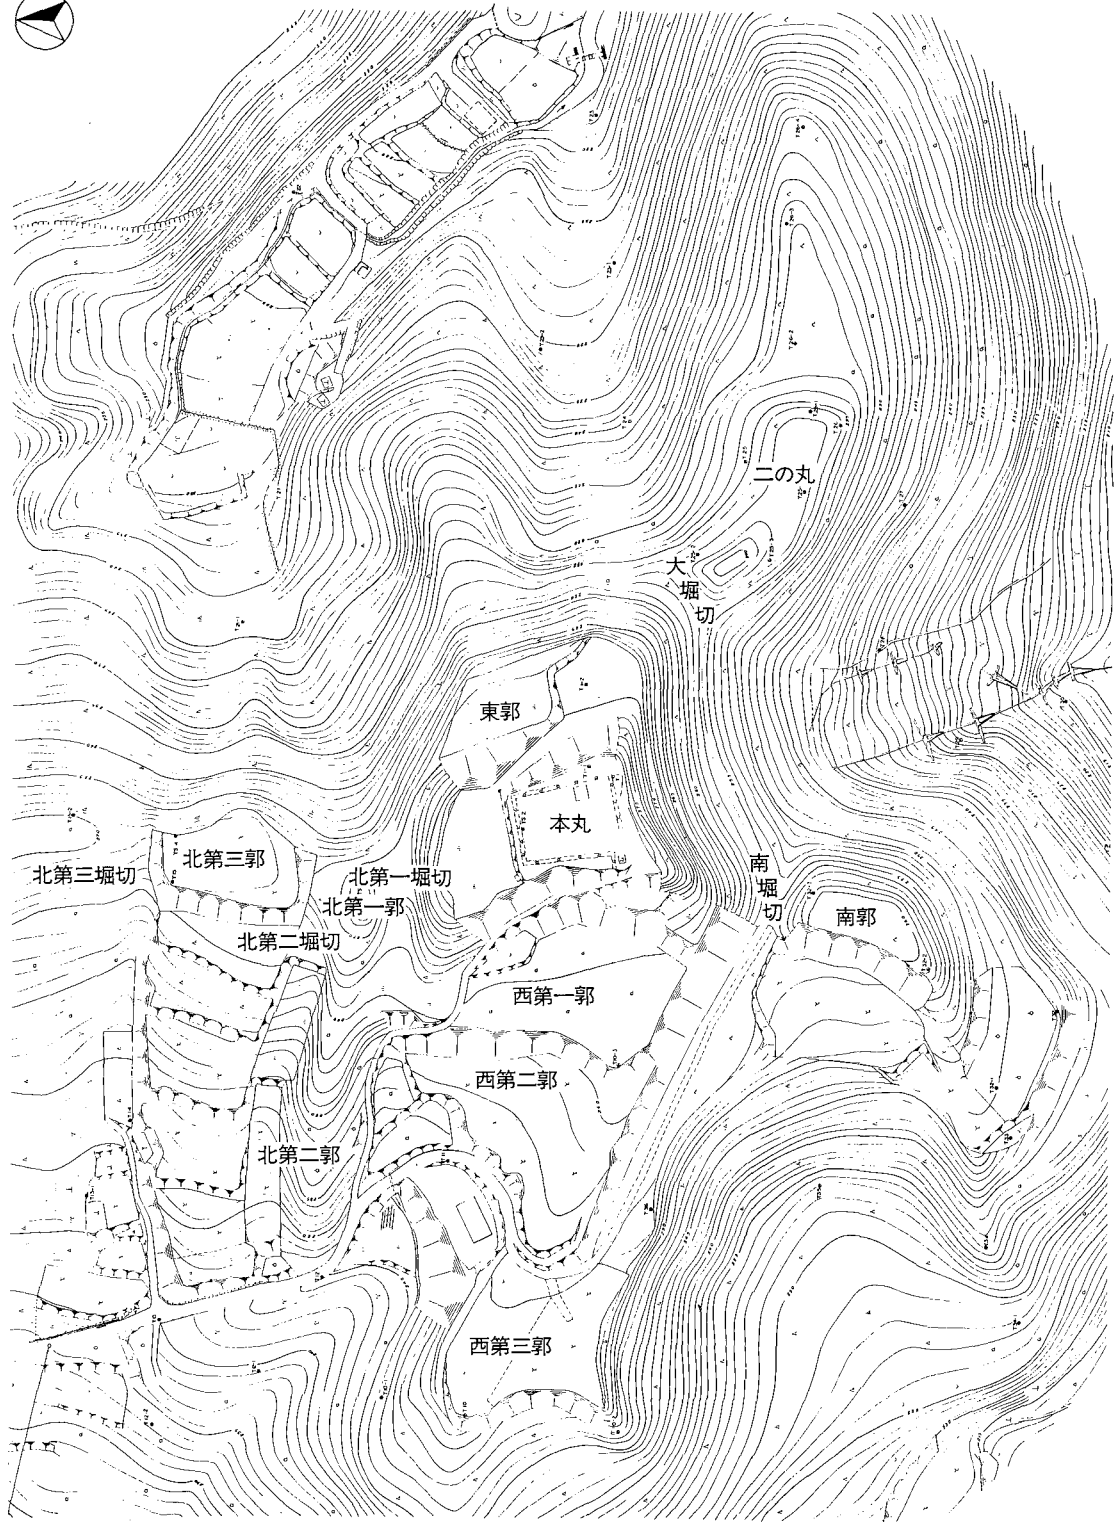 二の丸
大堀切
東郭
本丸
北第三郭
北第三堀切
北第一堀切
北第一郭
南堀切
南郭
北第二堀切
西第一郭
西第二郭
北第二郭
西第三郭